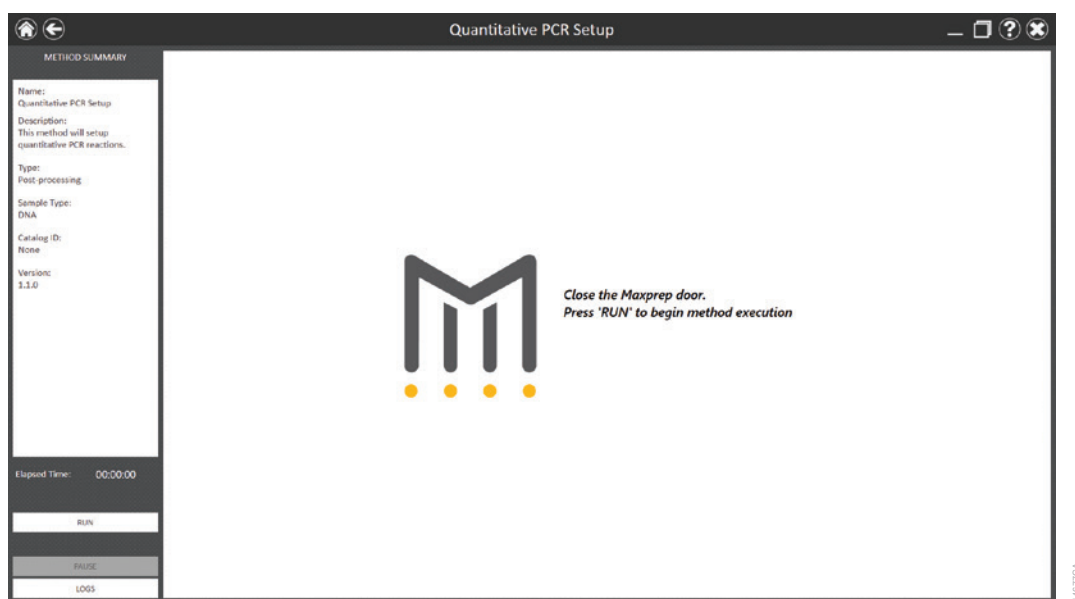 Quantitative PCR Setup
?
METHOD SUMMARY
Name:
Quantitative PCR Setup
Description:
This method will setup
quantitative PCR reactions.
Type:
Post-processing
Sample Type:
DNA
Catalog ID:
None
Version:
1.1.0
Close the Maxprep door.
Press 'RUN' to begin method execution
Elapsed Time: 00:00:00
RUN
PAUSE
LOGS